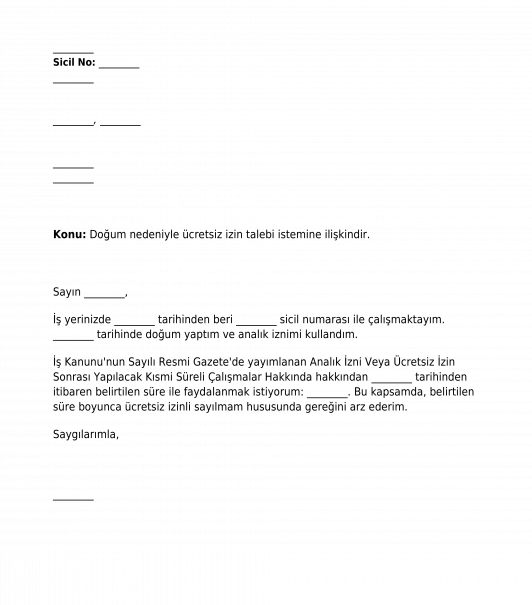 ________
Sicil No: ________
________
________, ________
________
________
Konu: Doğum nedeniyle ücretsiz izin talebi istemine ilişkindir.
Sayın ________,
İş yerinizde ________ tarihinden beri ________ sicil numarası ile çalışmaktayım.
________ tarihinde doğum yaptım ve analık iznimi kullandım.
İş Kanunu'nun Sayılı Resmi Gazete'de yayımlanan Analık İzni Veya Ücretsiz İzin
Sonrası Yapılacak Kısmi Süreli Çalışmalar Hakkında hakkından ________ tarihinden
itibaren belirtilen süre ile faydalanmak istiyorum: ________. Bu kapsamda, belirtilen
süre boyunca ücretsiz izinli sayılmam hususunda gereğini arz ederim.
Saygılarımla,
________